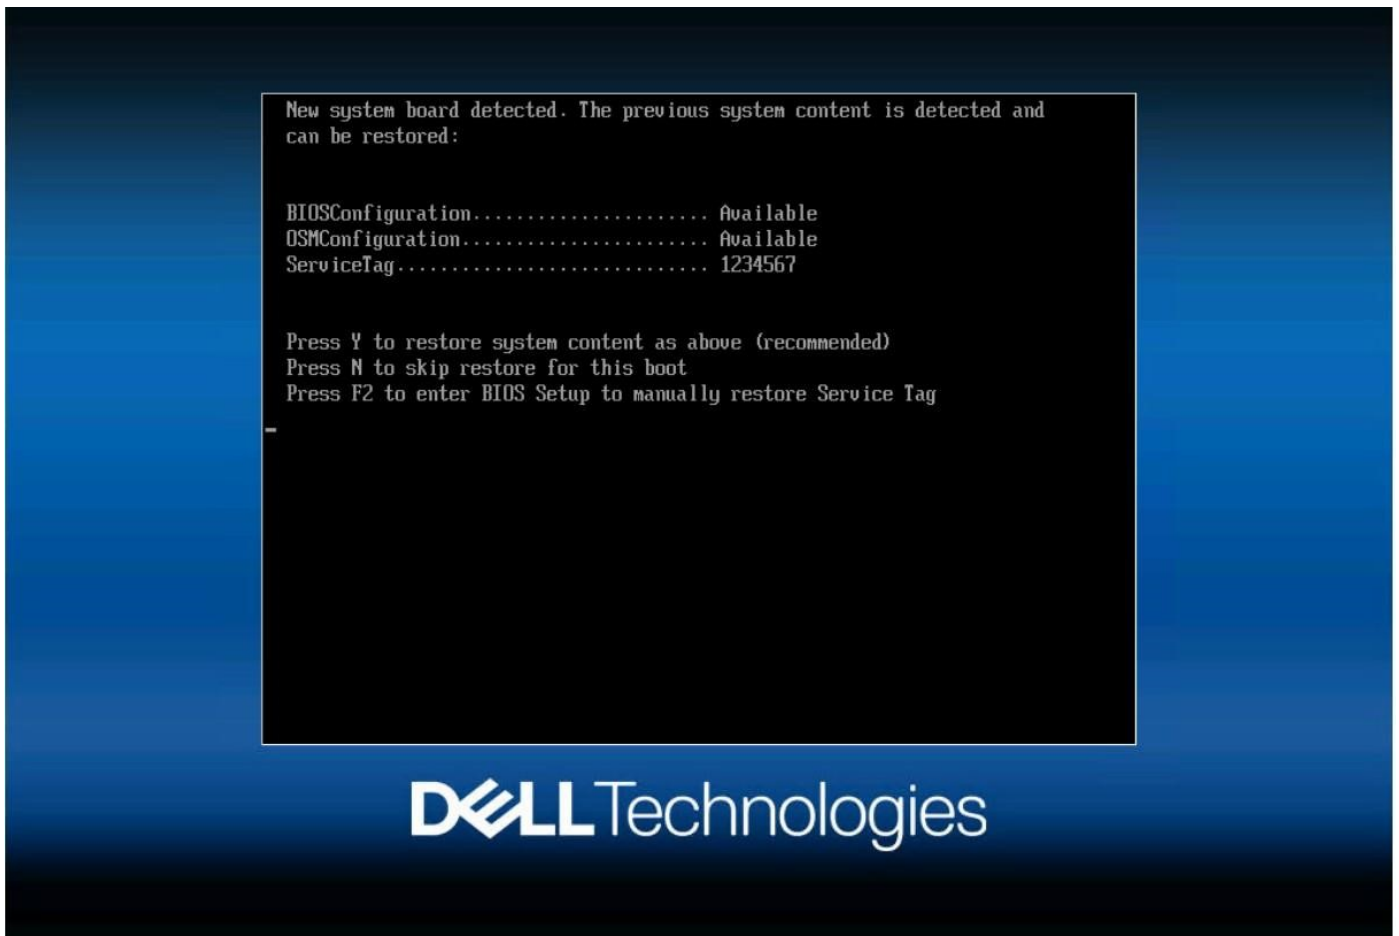 New system board detected. The previous system content is detected and
can be restored:
BIOSConfiguration...................... Available
OSMConfiguration....................... Available
ServiceTag............................. 1234567
Press Y to restore system content as above (recommended)
Press N to skip restore for this boot
Press F2 to enter BIOS Setup to manually restore Service Tag
DELL Technologies